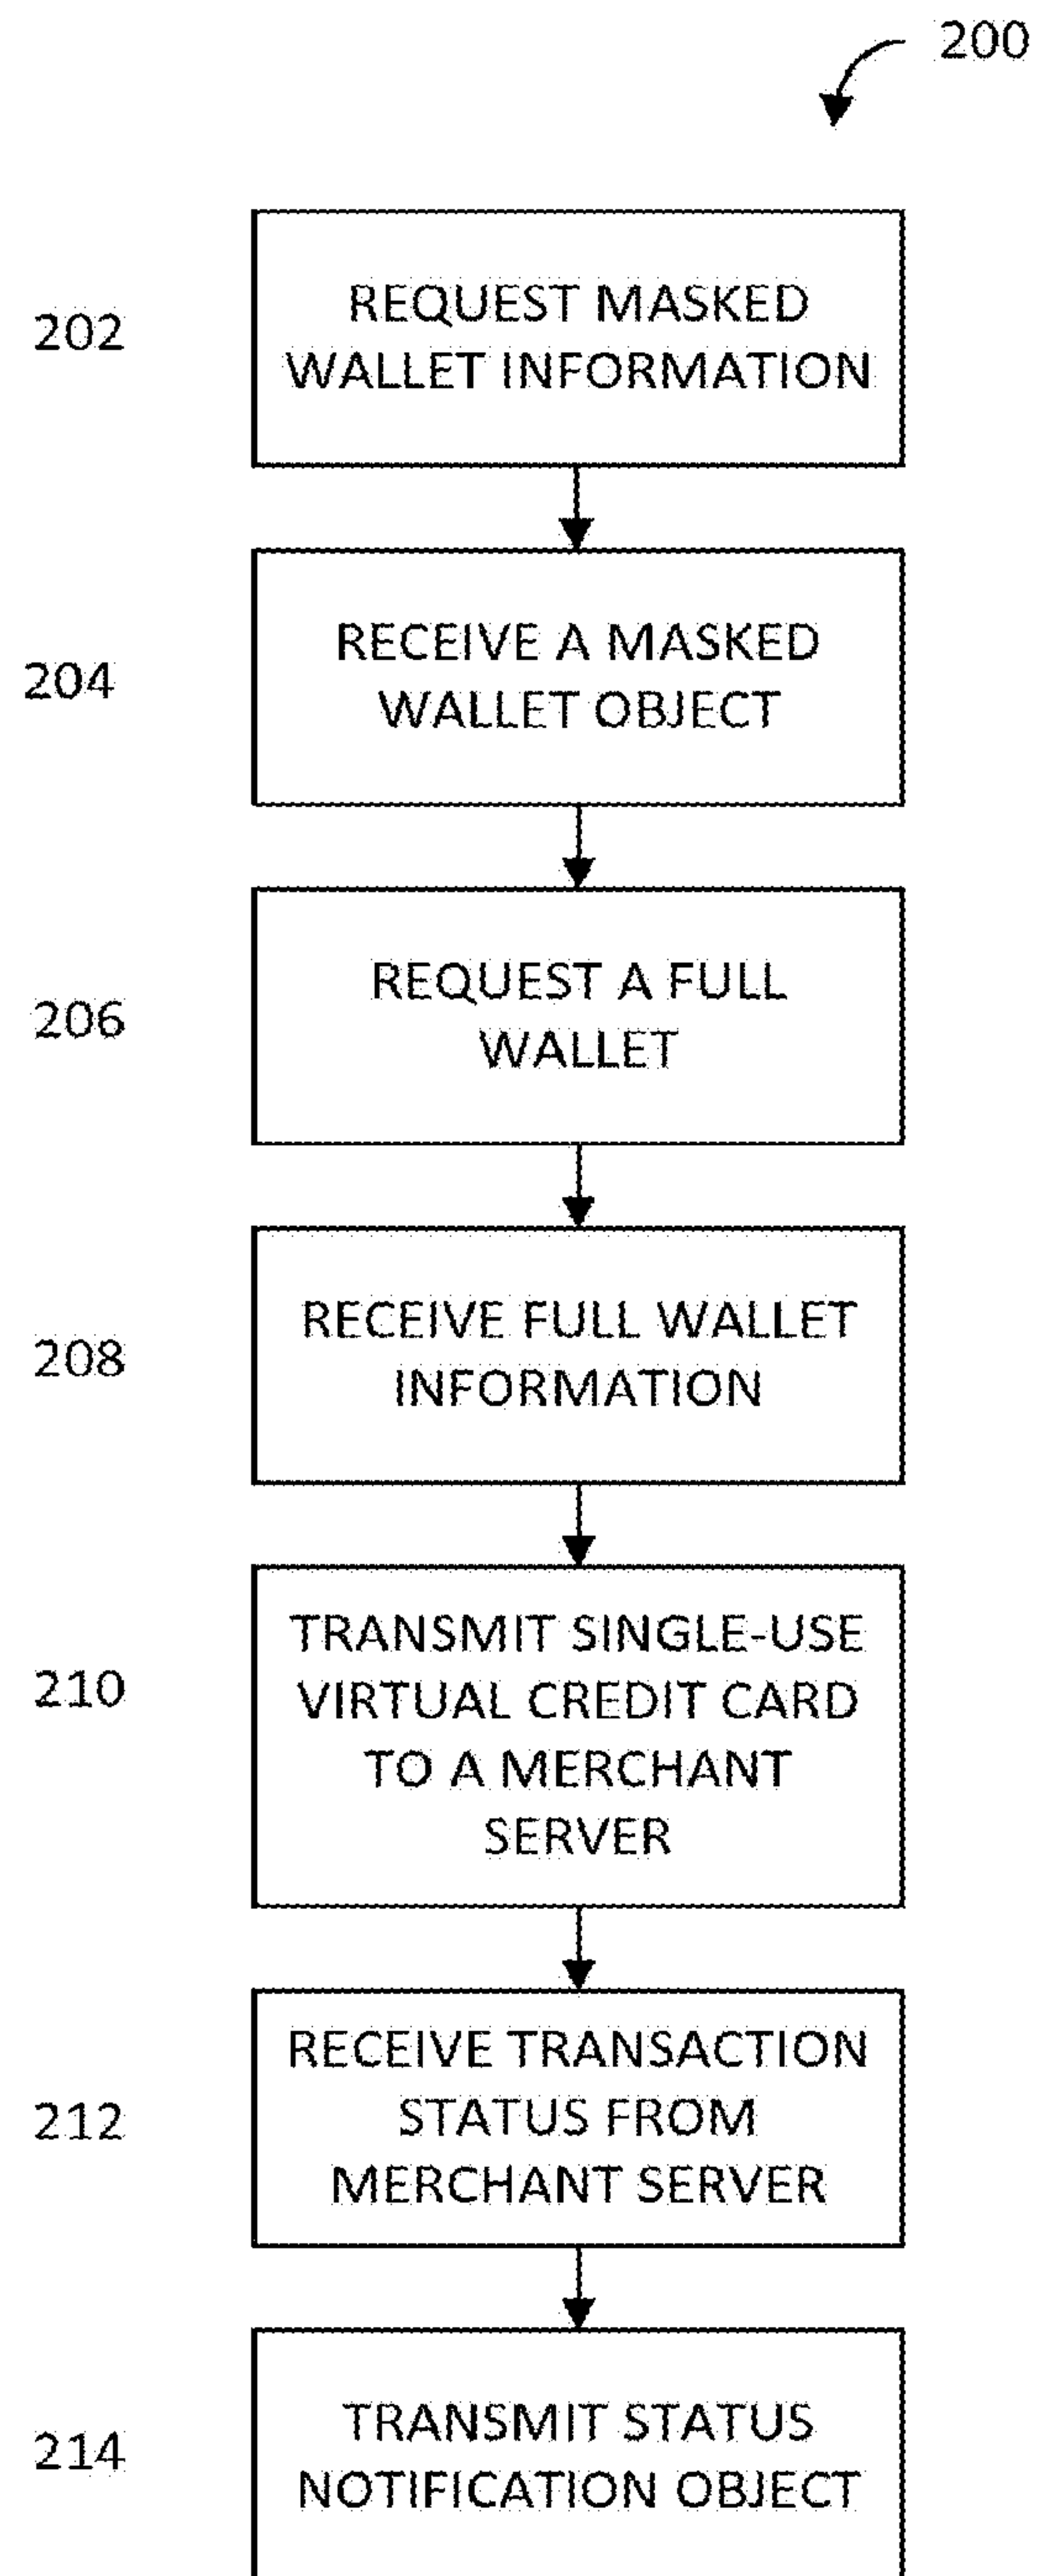 200
202
REQUEST MASKED
WALLET INFORMATION
204
RECEIVE A MASKED
WALLET OBJECT
206
REQUEST A FULL
WALLET
208
RECEIVE FULL WALLET
INFORMATION
210
TRANSMIT SINGLE-USE
VIRTUAL CREDIT CARD
TO A MERCHANT
SERVER
212
RECEIVE TRANSACTION
STATUS FROM
MERCHANT SERVER
214
TRANSMIT STATUS
NOTIFICATION OBJECT